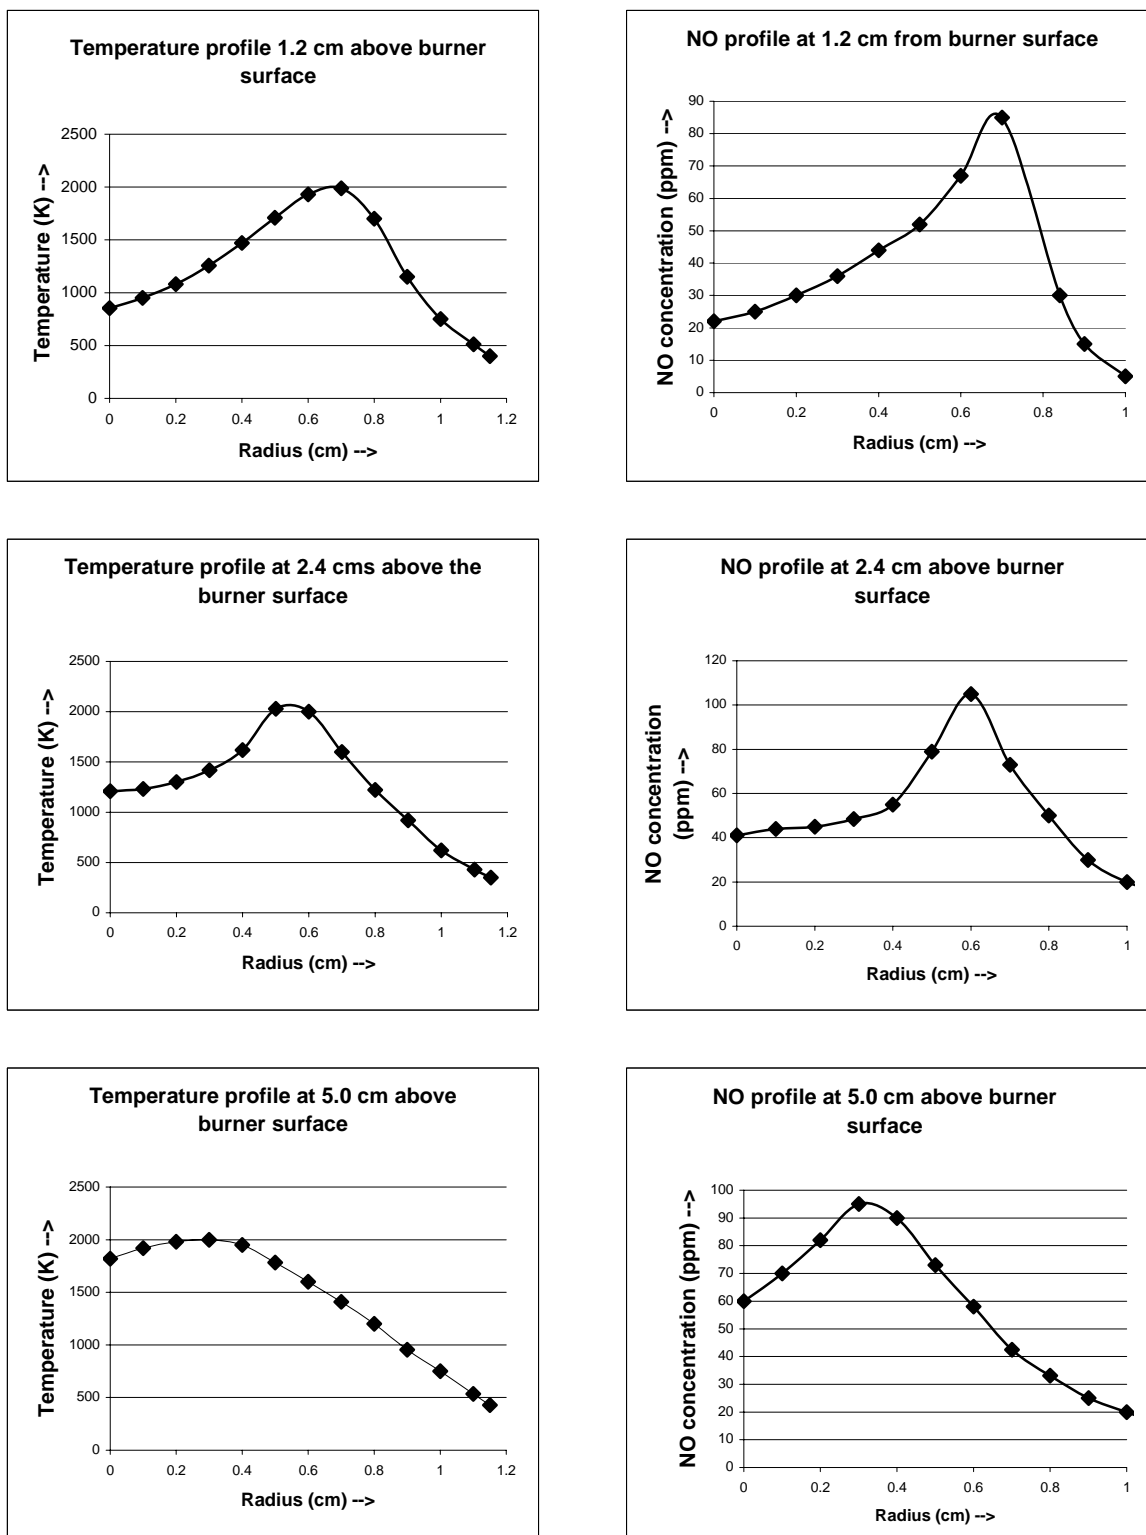 Temperature profile 1.2 cm above burner
surface
Temperature (K) -->
2500
2000
1500
1000
500
0
0 0.2 0.4 0.6 0.8 1 1.2
Radius (cm) -->
NO profile at 1.2 cm from burner surface
NO concentration (ppm) -->
90
80
70
60
50
40
30
20
10
0
0 0.2 0.4 0.6 0.8 1
Radius (cm) -->
Temperature profile at 2.4 cms above the
burner surface
Temperature (K) -->
2500
2000
1500
1000
500
0
0 0.2 0.4 0.6 0.8 1 1.2
Radius (cm) -->
NO profile at 2.4 cm above burner
surface
NO concentration
(ppm) -->
120
100
80
60
40
20
0
0 0.2 0.4 0.6 0.8 1
Radius (cm) -->
Temperature profile at 5.0 cm above
burner surface
Temperature (K) -->
2500
2000
1500
1000
500
0
0 0.2 0.4 0.6 0.8 1 1.2
Radius (cm) -->
NO profile at 5.0 cm above burner
surface
NO concentration (ppm) -->
100
90
80
70
60
50
40
30
20
10
0
0 0.2 0.4 0.6 0.8 1
Radius (cm) -->